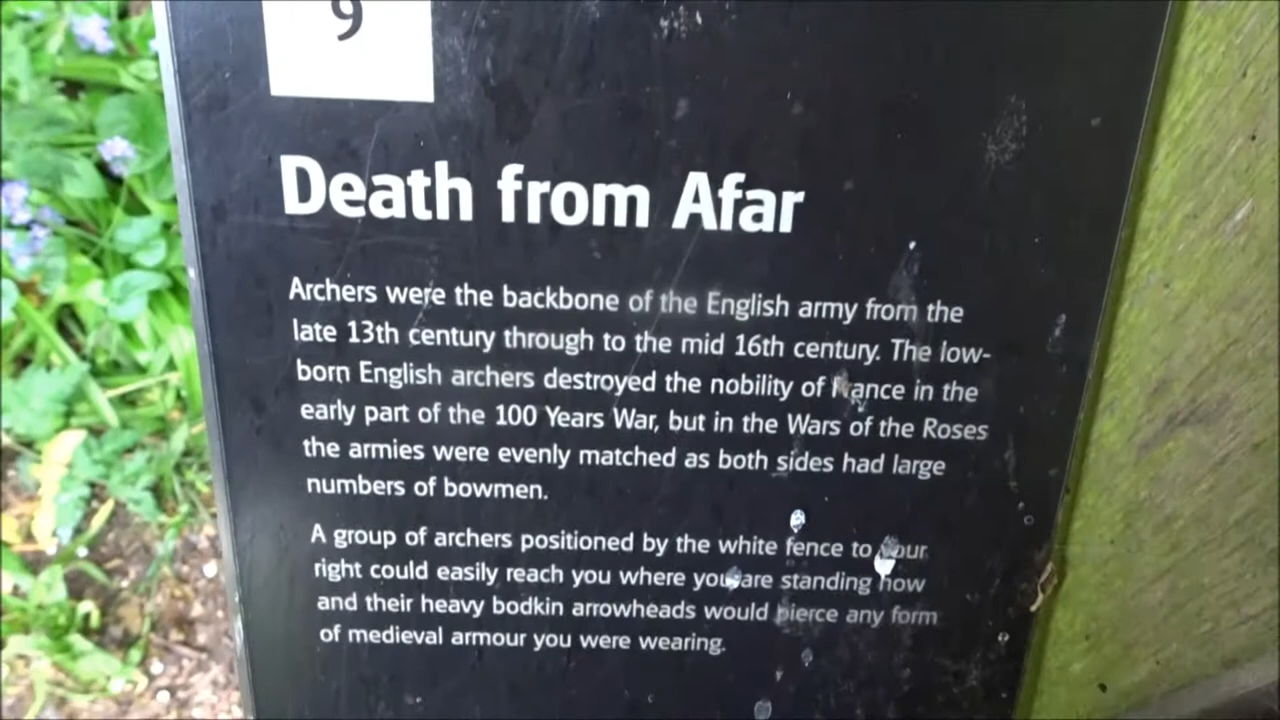 9
Death from Afar
Archers were the backbone of the English army from the
late 13th century through to the mid 16th century. The low-
born English archers destroyed the nobility of France in the
early part of the 100 Years War, but in the Wars of the Roses
the armies were evenly matched as both sides had large
numbers of bowmen.
A group of archers positioned by the white fence to your
right could easily reach you where you are standing now
and their heavy bodkin arrowheads would pierce any form
of medieval armour you were wearing.